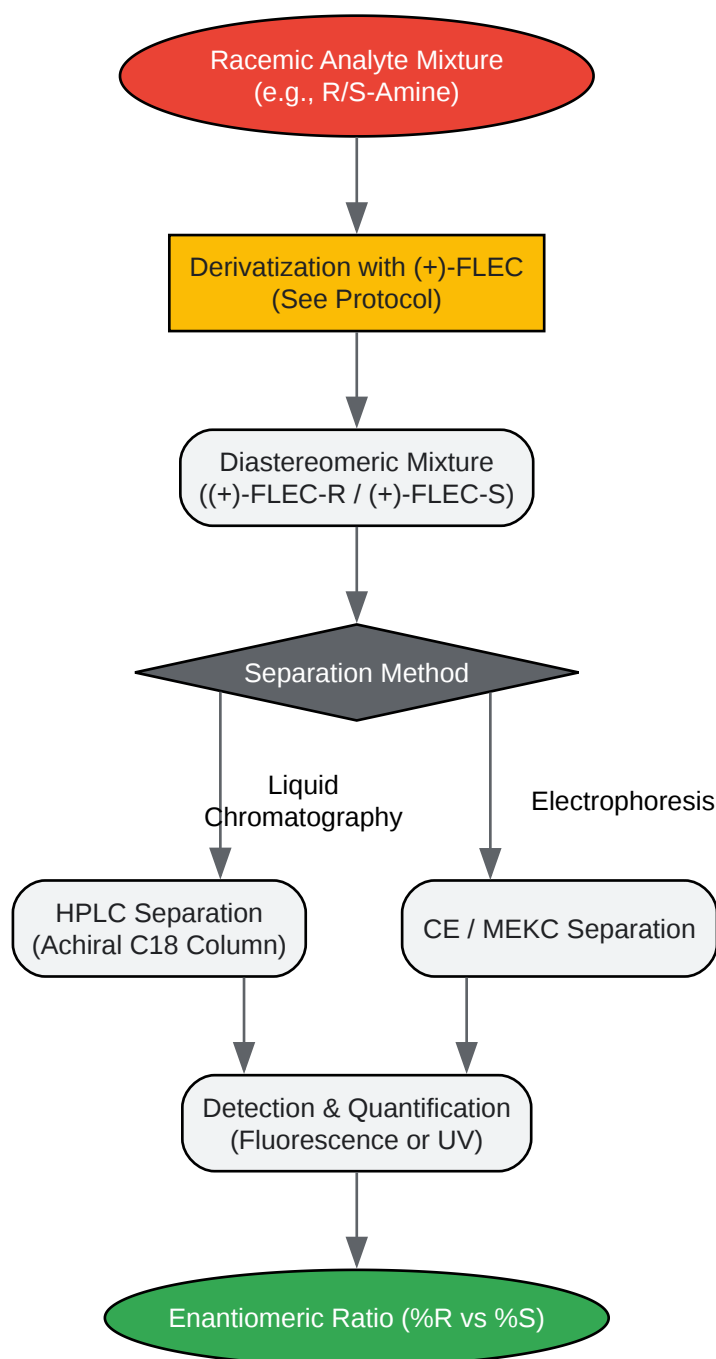 Racemic Analyte Mixture
(e.g., R/S-Amine)
Derivatization with (+)-FLEC
(See Protocol)
Diastereomeric Mixture
((+)-FLEC-R / (+)-FLEC-S)
Separation Method
Liquid
Chromatography
Electrophoresis
HPLC Separation
(Achiral C18 Column)
CE / MEKC Separation
Detection & Quantification
(Fluorescence or UV)
Enantiomeric Ratio (%R vs %S)